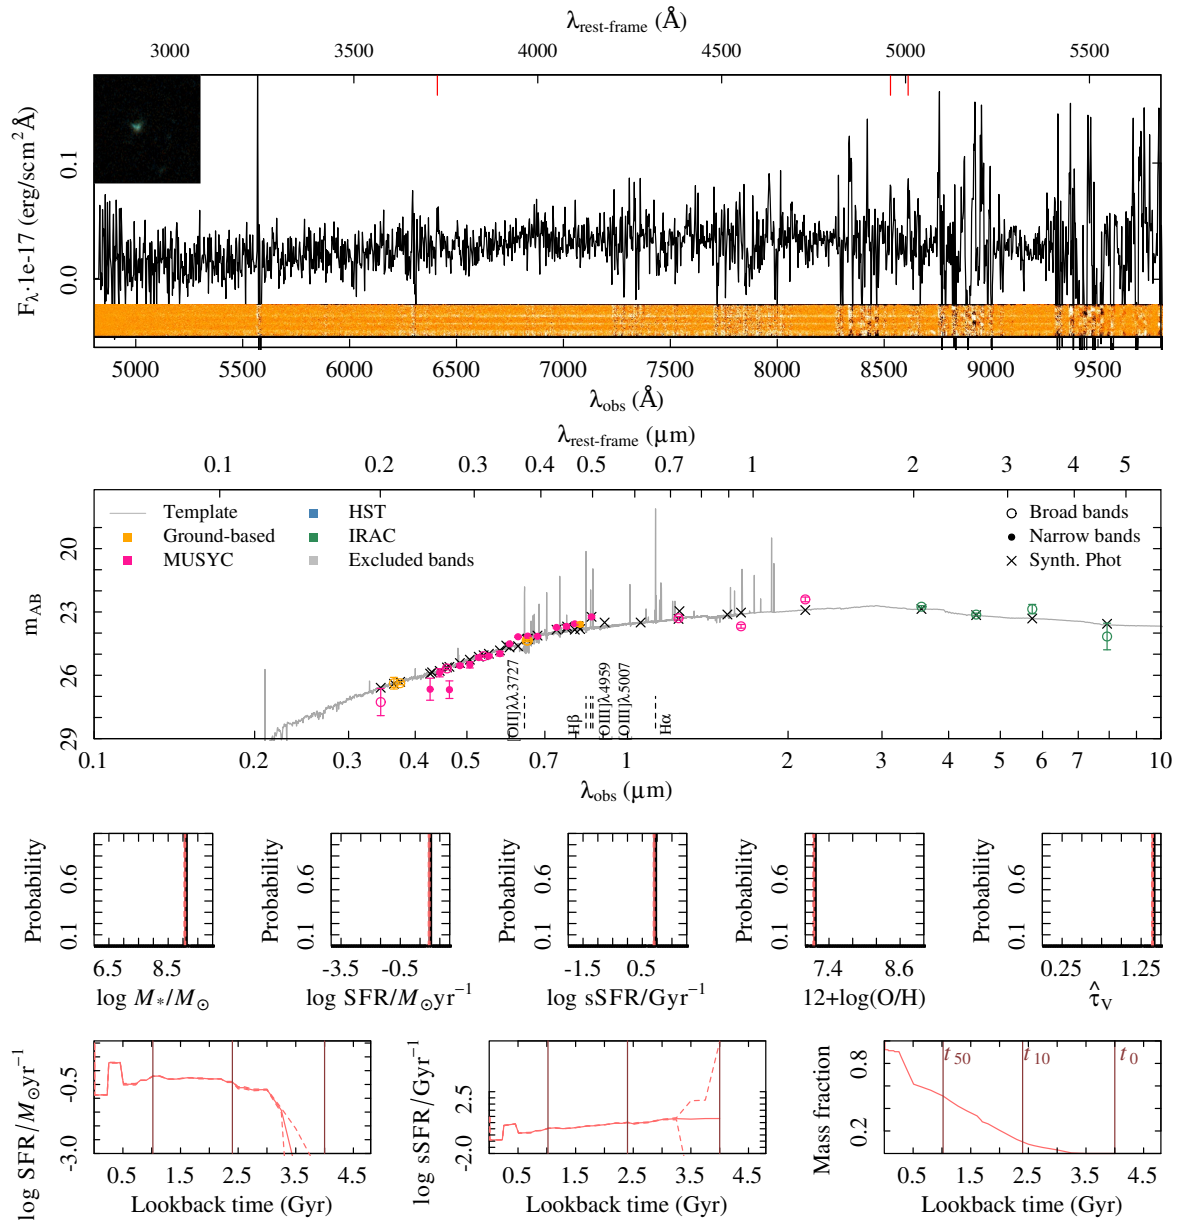 λrest-frame (Å)
3000 3500 4000 4500 5000 5500
Fλ·1e-17 (erg/scm² Å)
0.0 0.1
5000 5500 6000 6500 7000 7500 8000 8500 9000 9500
λobs (Å)
λrest-frame (μm)
0.1 0.2 0.3 0.4 0.5 0.7 1 2 3 4 5
Template
Ground-based
MUSYC
HST
IRAC
Excluded bands
Broad bands
Narrow bands
Synth. Phot
mAB
20
23
26
29
[OII]λλ3727
Hβ
[OIII]λ4959
[OIII]λ5007
Hα
0.1 0.2 0.3 0.4 0.5 0.7 1 2 3 4 5 6 7 8 10
λobs (μm)
Probability
0.1 0.6
6.5 8.5
log M*/M⊙
Probability
0.1 0.6
-3.5 -0.5
log SFR/M⊙yr⁻¹
Probability
0.1 0.6
-1.5 0.5
log sSFR/Gyr⁻¹
Probability
0.1 0.6
7.4 8.6
12+log(O/H)
Probability
0.1 0.6
0.25 1.25
τ̂V
log SFR/M⊙yr⁻¹
-3.0 -0.5
0.5 1.5 2.5 3.5 4.5
Lookback time (Gyr)
log sSFR/Gyr⁻¹
-2.0 2.5
0.5 1.5 2.5 3.5 4.5
Lookback time (Gyr)
Mass fraction
0.2 0.8
t50 t10 t0
0.5 1.5 2.5 3.5 4.5
Lookback time (Gyr)